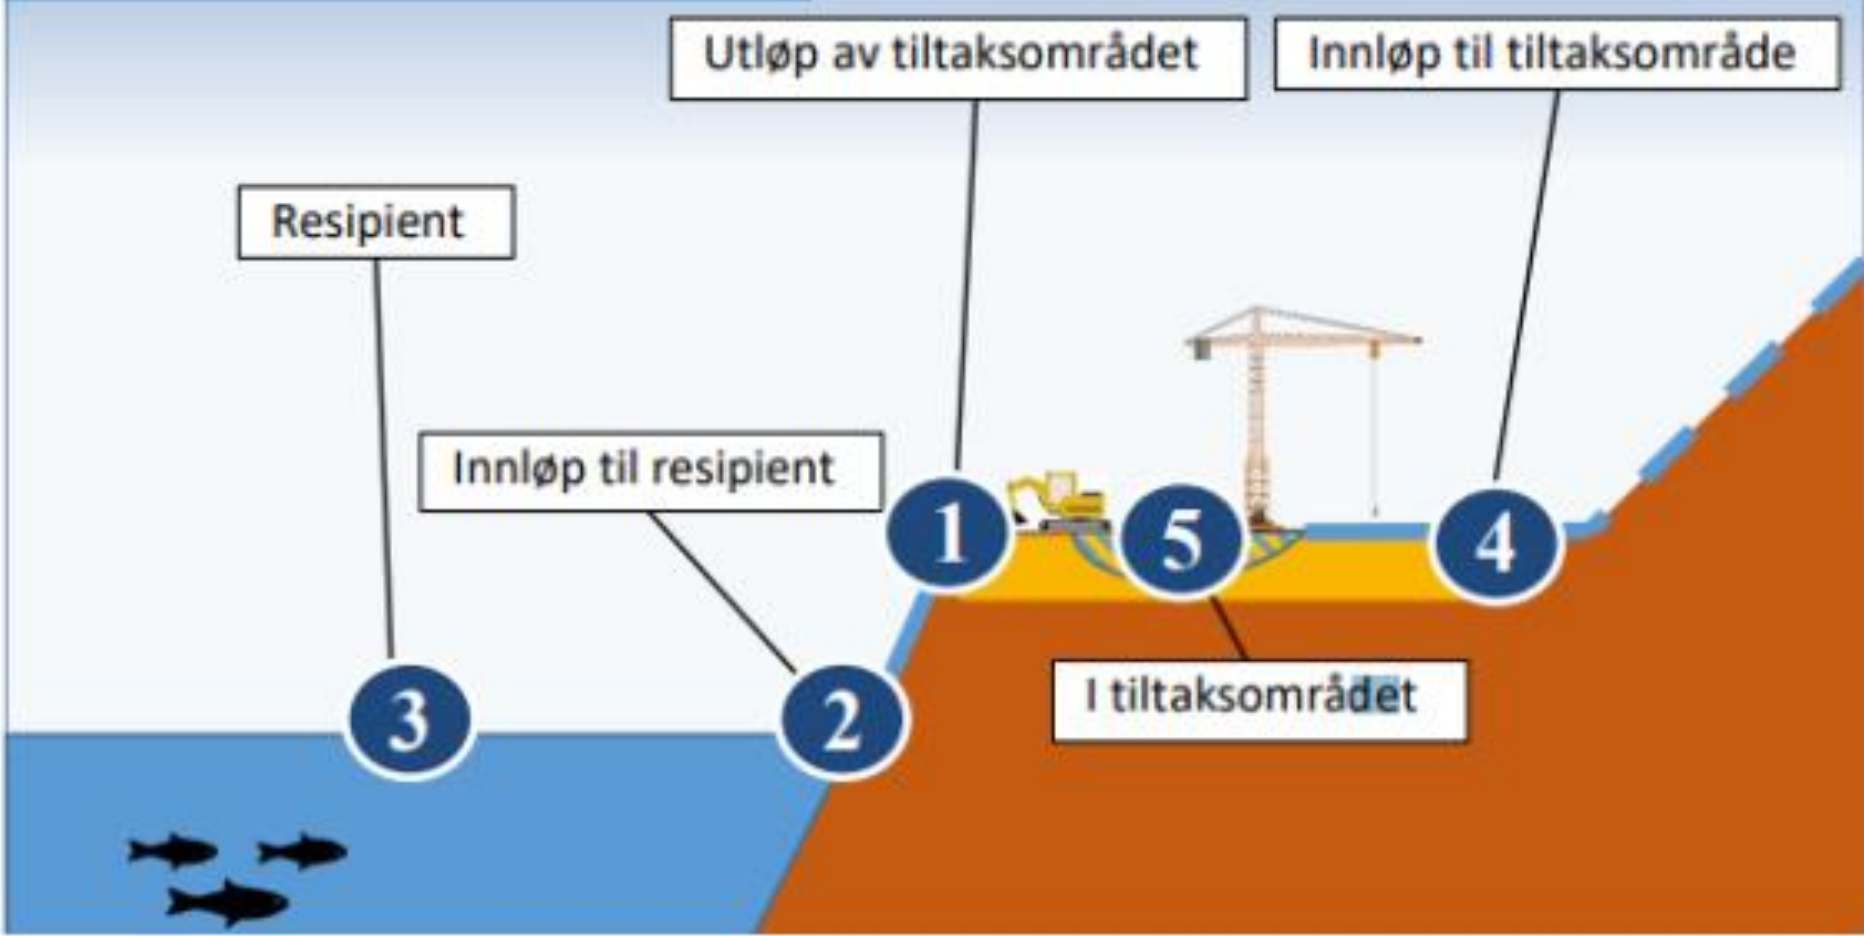 Utløp av tiltaksområdet
Innløp til tiltaksområde
Resipient
Innløp til resipient
1
5
4
3
2
I tiltaksområdet